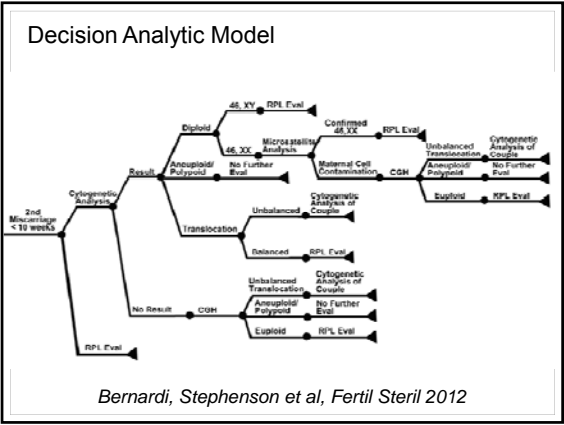 Decision Analytic Model
46, XY
RPL Eval
Diploid
46, XX
Microsatellite
Analysis
Confirmed
46,XX
RPL Eval
Maternal Cell
Contamination
CGH
Unbalanced
Translocation
Cytogenetic
Analysis of
Couple
Aneuploid/
Polypoid
No Further
Eval
Euploid
RPL Eval
Result
Aneuploid/
Polypoid
No Further
Eval
Cytogenetic
Analysis
Translocation
Unbalanced
Cytogenetic
Analysis of
Couple
Balanced
RPL Eval
2nd
Miscarriage
< 10 weeks
No Result
CGH
Unbalanced
Translocation
Cytogenetic
Analysis of
Couple
Aneuploid/
Polypoid
No Further
Eval
Euploid
RPL Eval
RPL Eval
Bernardi, Stephenson et al, Fertil Steril 2012